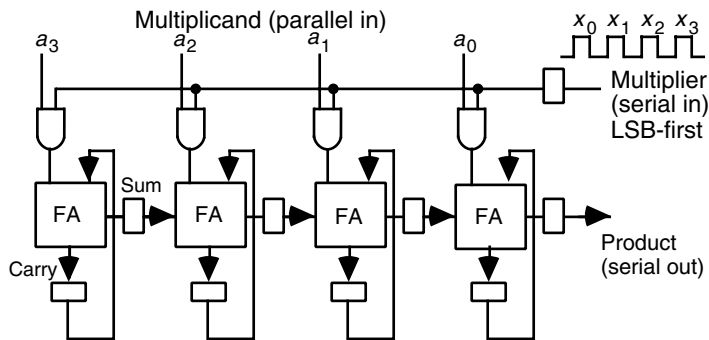 Multiplicand (parallel in)
x0 x1 x2 x3
a3 a2 a1 a0
Multiplier
(serial in)
LSB-first
Sum
FA FA FA FA
Carry
Product
(serial out)